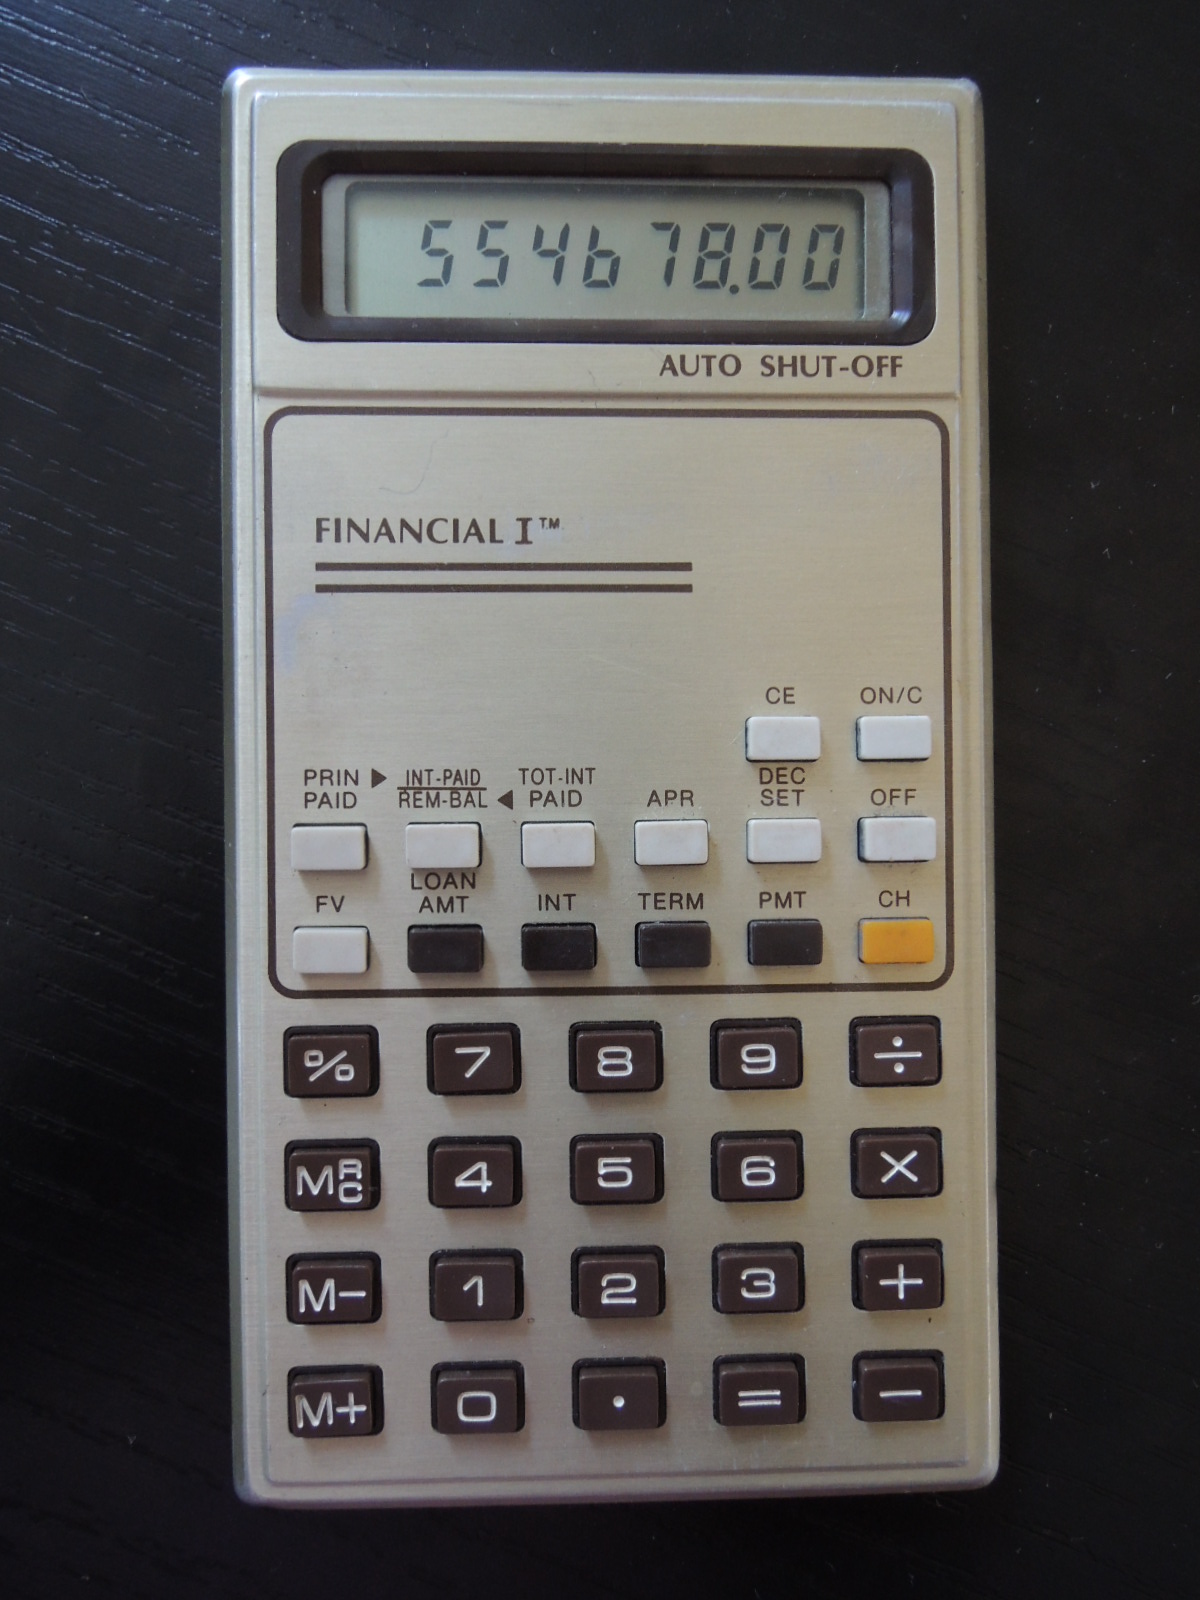 554678.00
AUTO SHUT-OFF
FINANCIAL I™
CE ON/C
PRIN PAID ▶ INT-PAID REM-BAL ◀ TOT-INT PAID APR DEC SET OFF
FV LOAN AMT INT TERM PMT CH
% 7 8 9 ÷
MRC 4 5 6 ×
M− 1 2 3 +
M+ 0 . = −